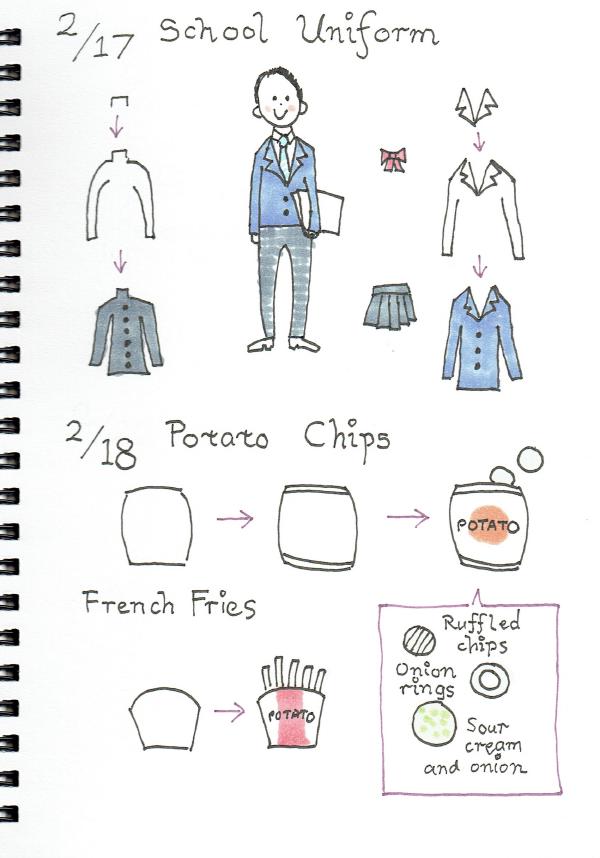 2/17 School Uniform
2/18 Potato Chips
POTATO
French Fries
POTATO
Ruffled
chips
Onion
rings
Sour
cream
and onion